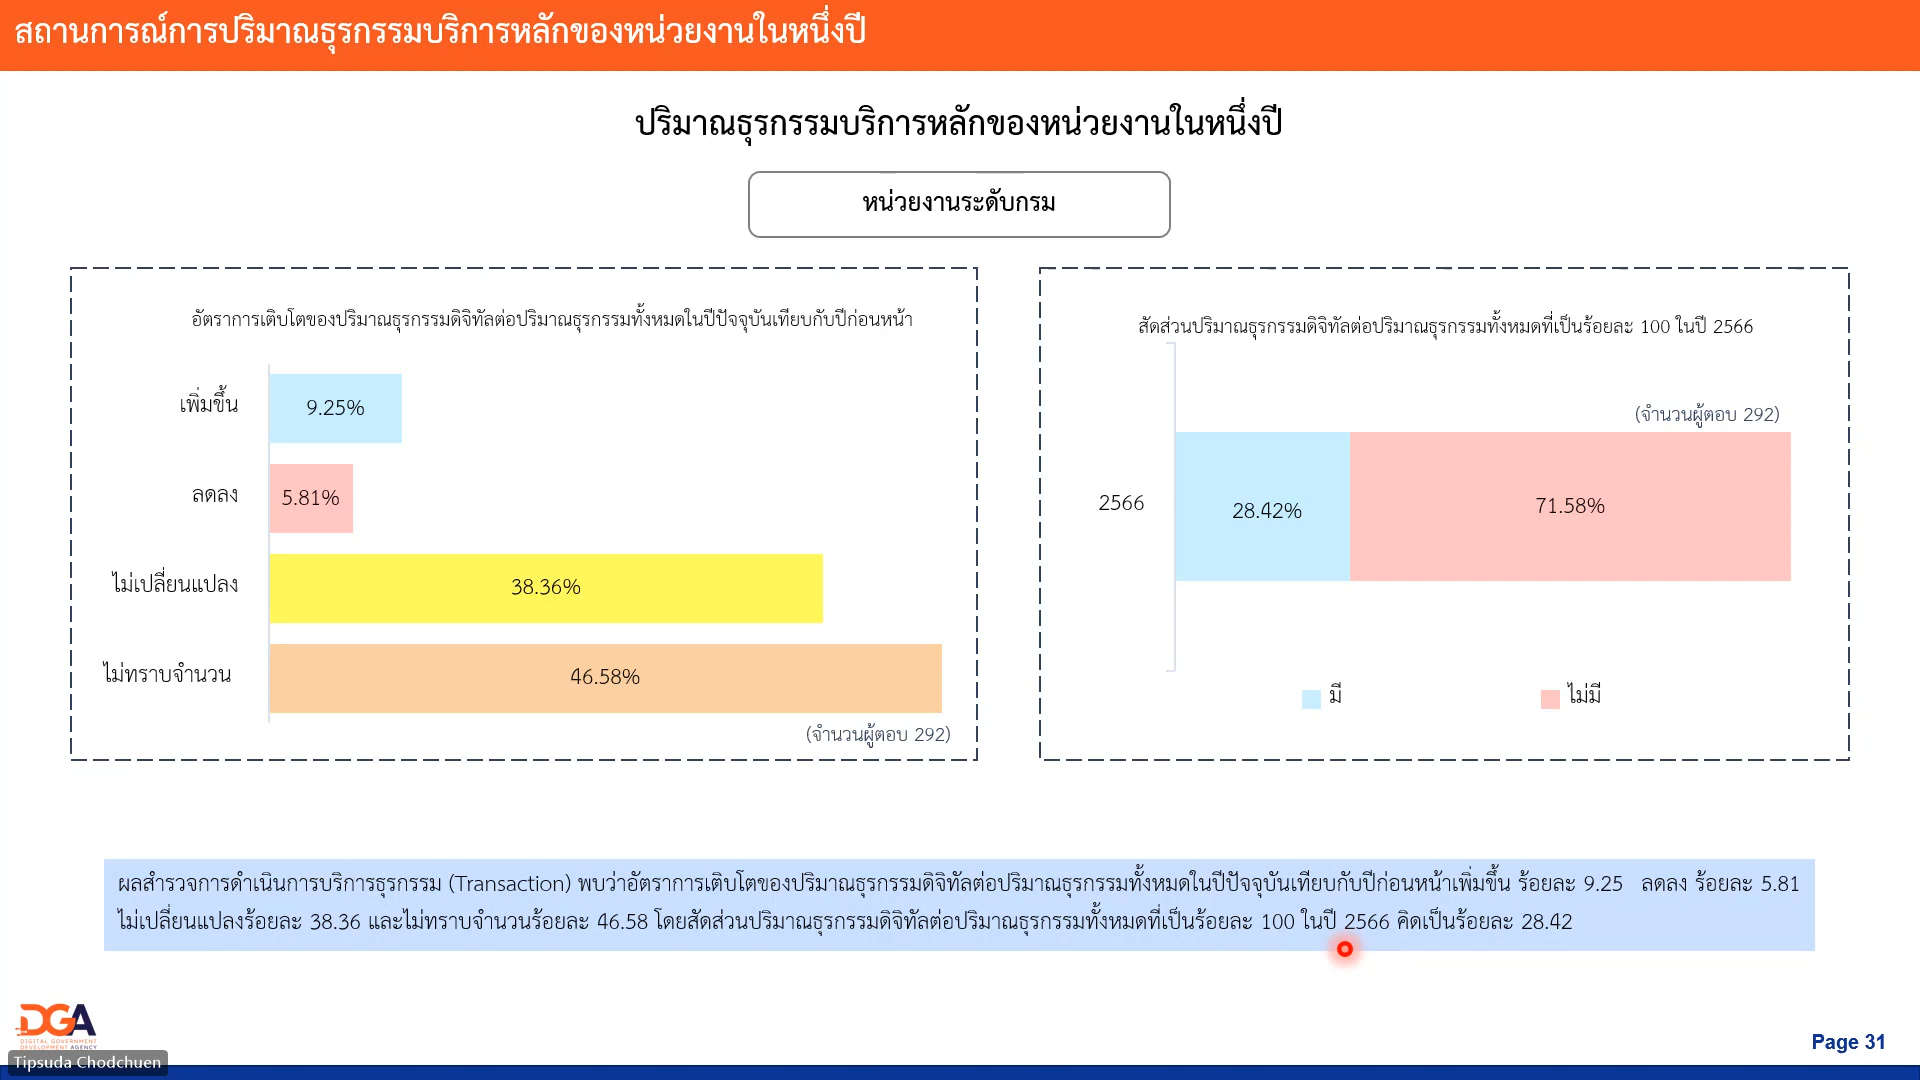 สถานการณ์การปริมาณธุรกรรมบริการหลักของหน่วยงานในหนึ่งปี
ปริมาณธุรกรรมบริการหลักของหน่วยงานในหนึ่งปี
หน่วยงานระดับกรม
อัตราการเติบโตของปริมาณธุรกรรมดิจิทัลต่อปริมาณธุรกรรมทั้งหมดในปีปัจจุบันเทียบกับปีก่อนหน้า
เพิ่มขึ้น
9.25%
ลดลง
5.81%
ไม่เปลี่ยนแปลง
38.36%
ไม่ทราบจำนวน
46.58%
(จำนวนผู้ตอบ 292)
สัดส่วนปริมาณธุรกรรมดิจิทัลต่อปริมาณธุรกรรมทั้งหมดที่เป็นร้อยละ 100 ในปี 2566
(จำนวนผู้ตอบ 292)
2566
28.42%
71.58%
มี
ไม่มี
ผลสำรวจการดำเนินการบริการธุรกรรม (Transaction) พบว่าอัตราการเติบโตของปริมาณธุรกรรมดิจิทัลต่อปริมาณธุรกรรมทั้งหมดในปีปัจจุบันเทียบกับปีก่อนหน้าเพิ่มขึ้น ร้อยละ 9.25 ลดลง ร้อยละ 5.81
ไม่เปลี่ยนแปลงร้อยละ 38.36 และไม่ทราบจำนวนร้อยละ 46.58 โดยสัดส่วนปริมาณธุรกรรมดิจิทัลต่อปริมาณธุรกรรมทั้งหมดที่เป็นร้อยละ 100 ในปี 2566 คิดเป็นร้อยละ 28.42
DGA
DIGITAL GOVERNMENT
DEVELOPMENT AGENCY
Tipsuda Chodchuen
Page 31